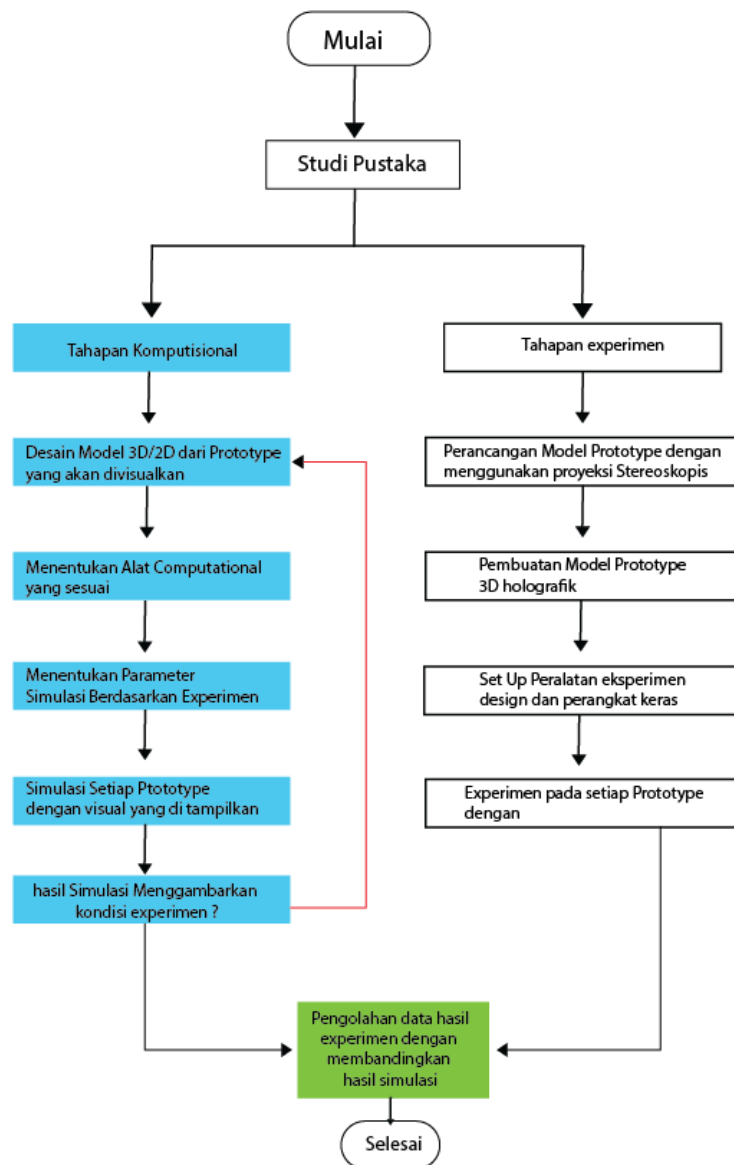 Mulai
Studi Pustaka
Tahapan Komputisional
Desain Model 3D/2D dari Prototype
yang akan divisualkan
Menentukan Alat Computational
yang sesuai
Menentukan Parameter
Simulasi Berdasarkan Experimen
Simulasi Setiap Ptototype
dengan visual yang di tampilkan
hasil Simulasi Menggambarkan
kondisi experimen ?
Tahapan experimen
Perancangan Model Prototype dengan
menggunakan proyeksi Stereoskopis
Pembuatan Model Prototype
3D holografik
Set Up Peralatan eksperimen
design dan perangkat keras
Experimen pada setiap Prototype
dengan
Pengolahan data hasil
experimen dengan
membandingkan
hasil simulasi
Selesai